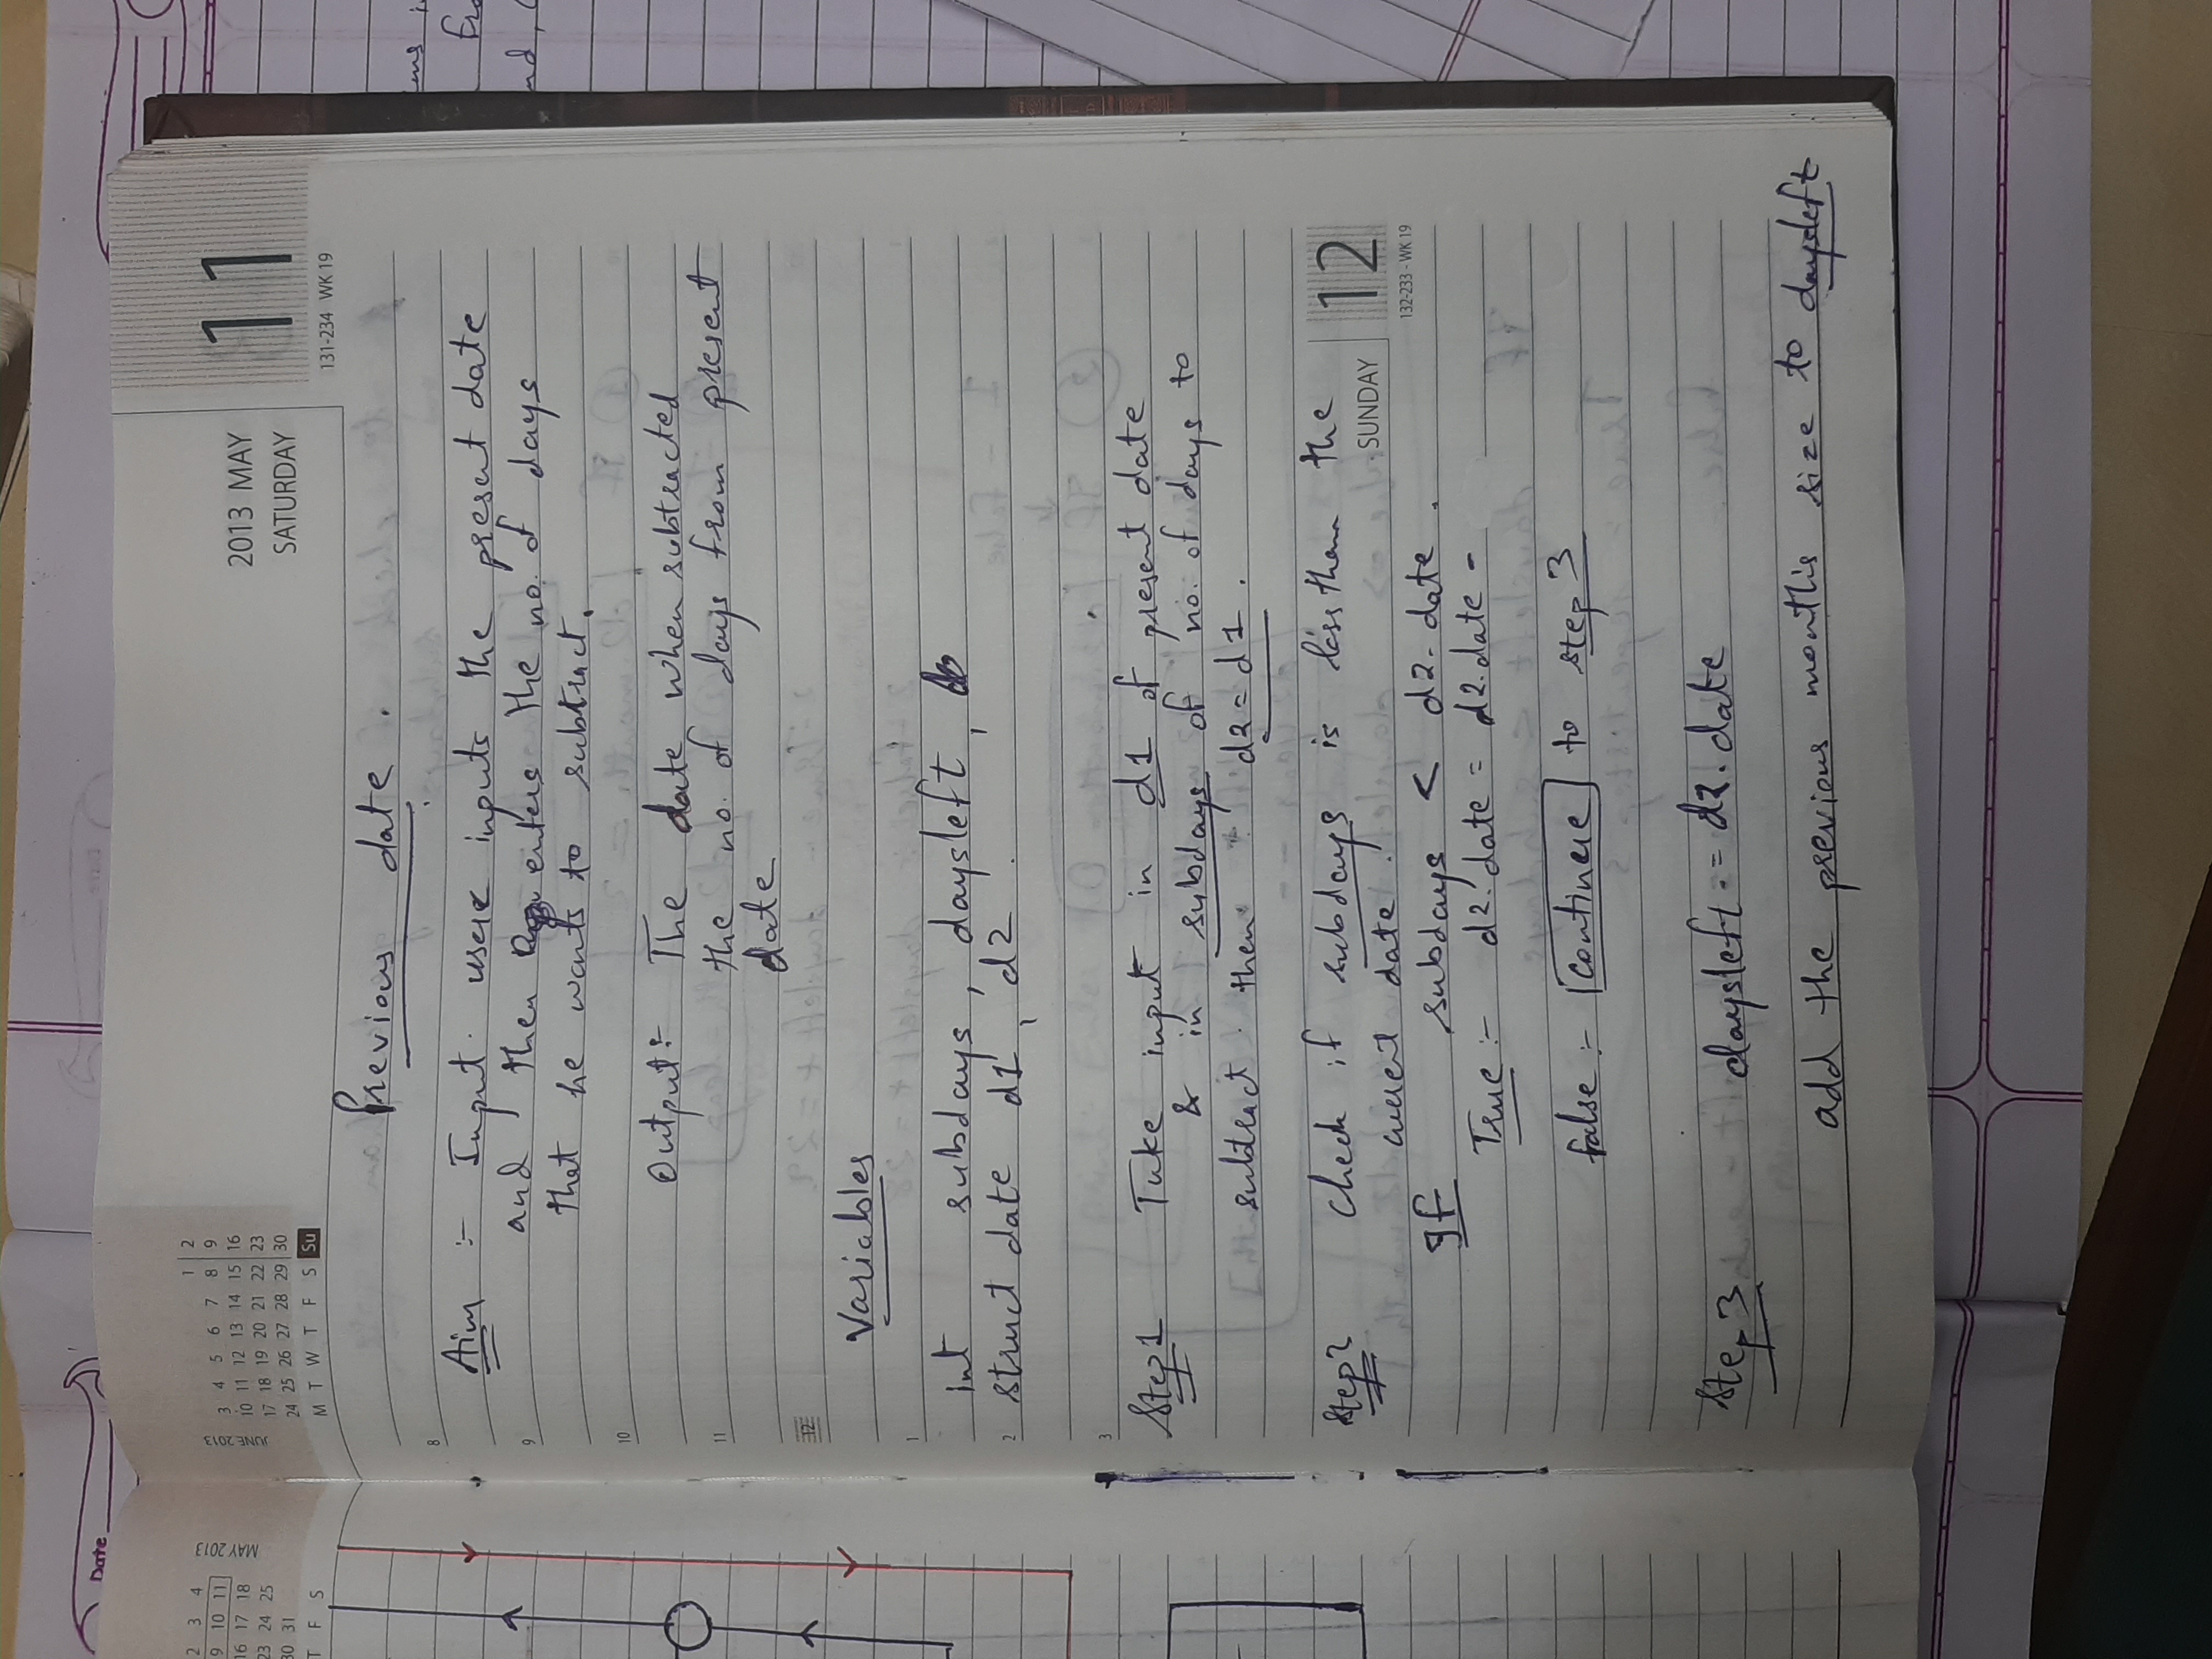 Date
2 3 4
9 10 11
16 17 18
23 24 25
30 31
T F S
MAY 2013
JUNE 2013
1 2
3 4 5 6 7 8 9
10 11 12 13 14 15 16
17 18 19 20 21 22 23
24 25 26 27 28 29 30
M T W T F S Su
2013 MAY
SATURDAY
11
131-234 WK 19
Previous date.
8
Aim :- Input user inputs the present date
9
and then enters the no. of days
that he wants to subtract.
10
Output:- The date when subtracted
11
the no. of days from present
date
12
Variables
1
int subdays, daysleft,
2
struct date d1, d2.
3
Step1 Take input in d1 of present date
& in subdays of no. of days to
subtract then d2 = d1.
Step2 Check if subdays is less than the
current date.
SUNDAY 12
132-233 - WK 19
If subdays < d2.date.
True :- d2.date = d2.date -
false :- continue to step 3
Step 3 daysleft = d2.date
add the previous month's size to daysleft